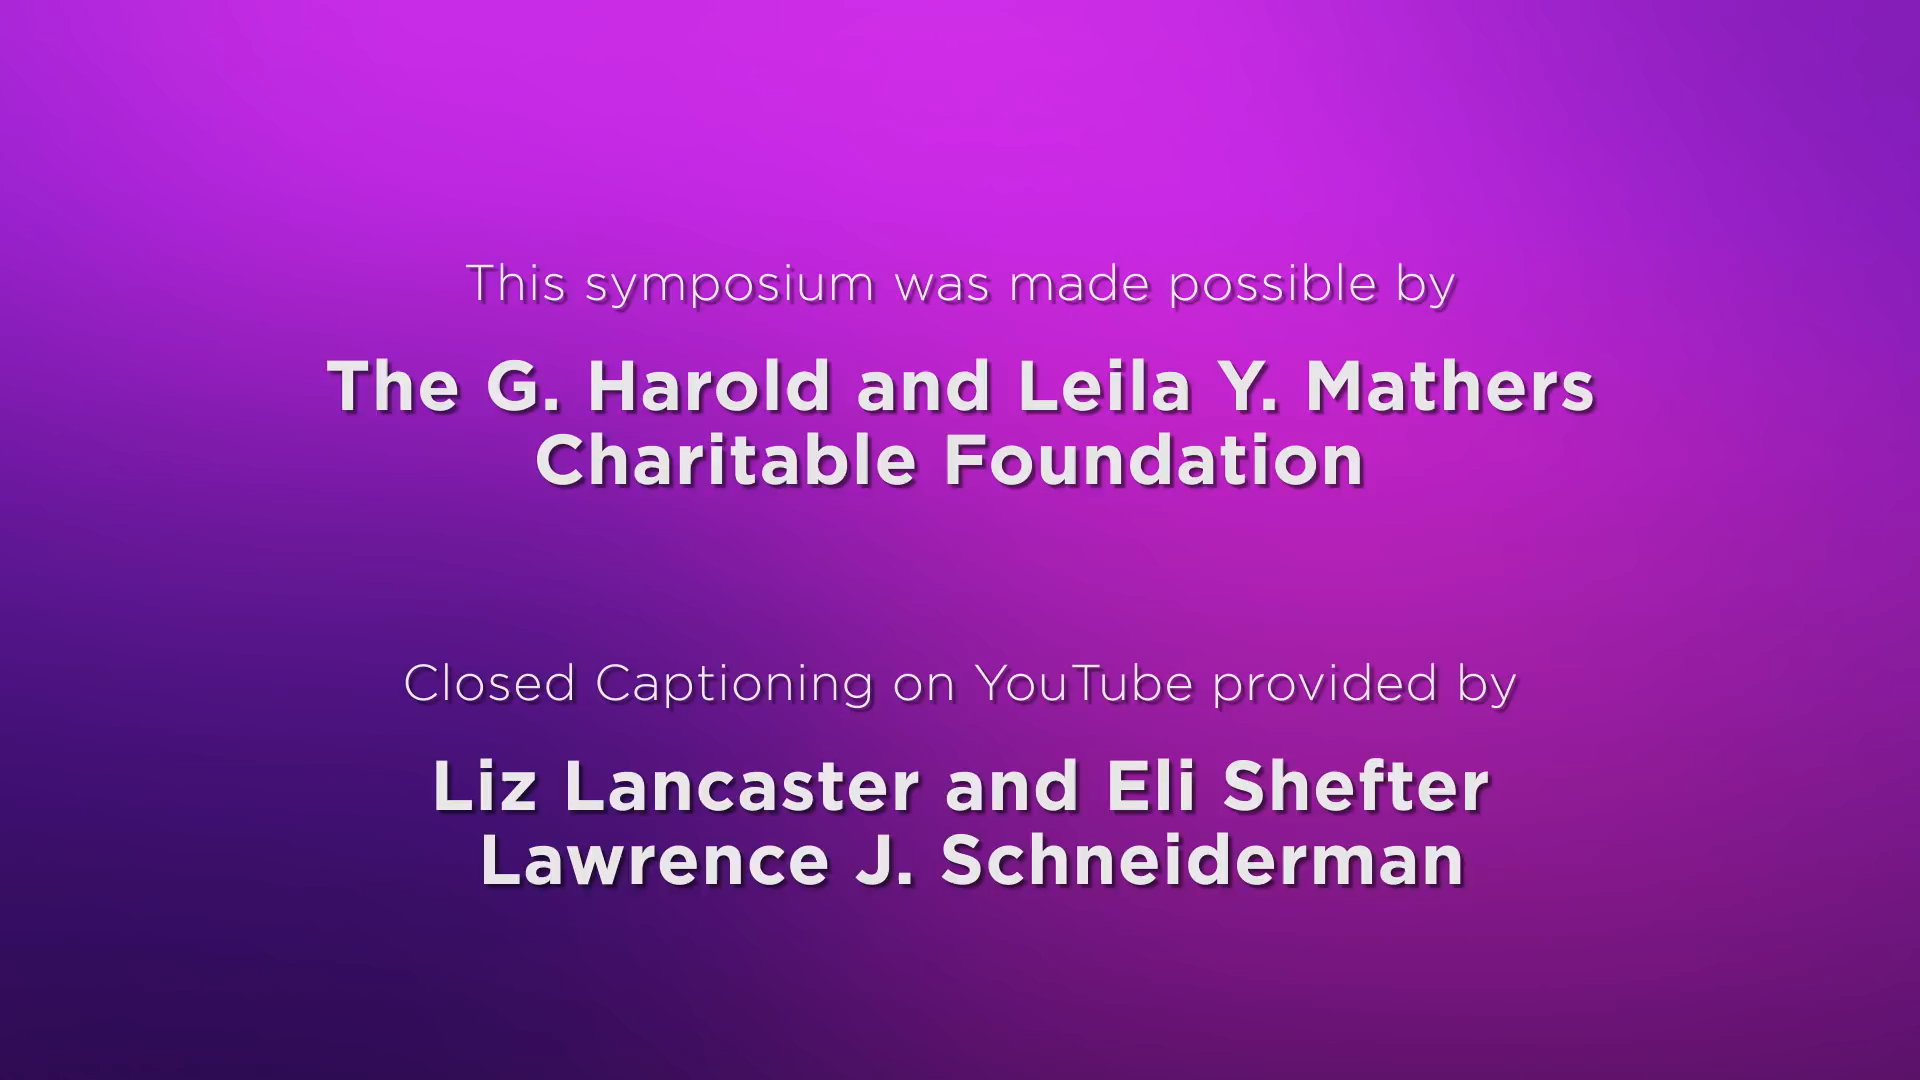 This symposium was made possible by
The G. Harold and Leila Y. Mathers
Charitable Foundation
Closed Captioning on YouTube provided by
Liz Lancaster and Eli Shefter
Lawrence J. Schneiderman